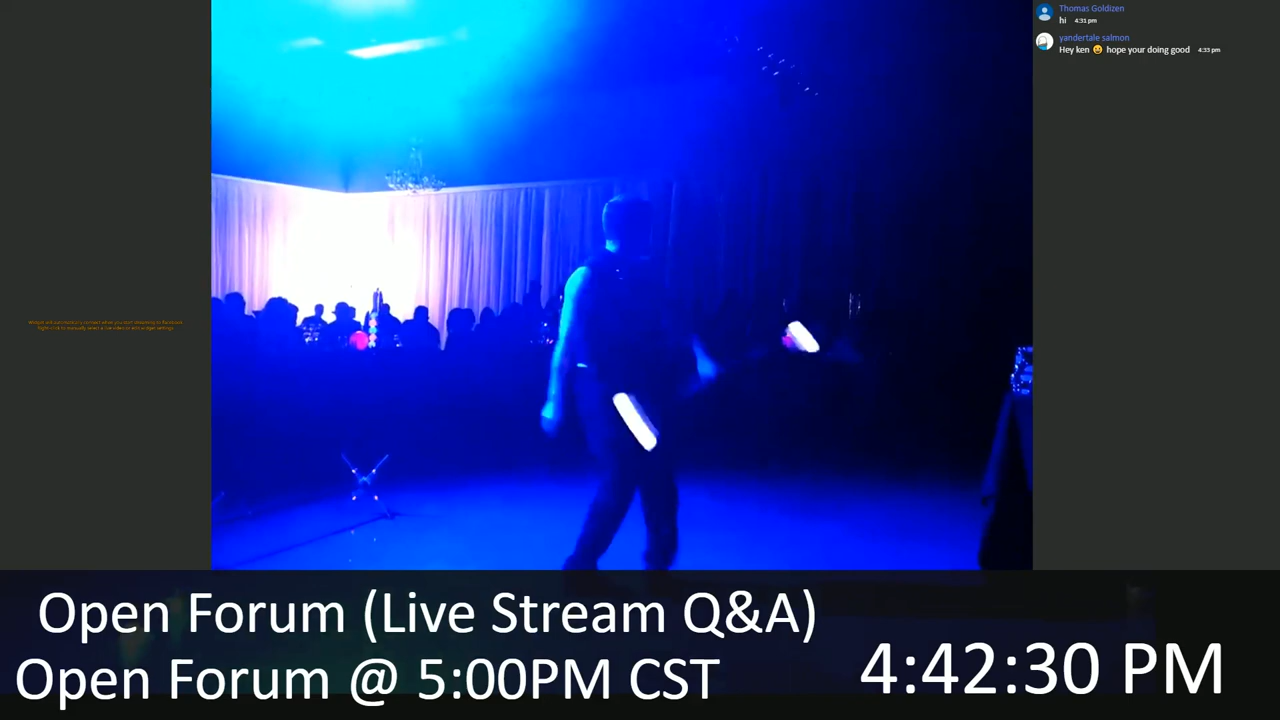 Thomas Goldizen
hi 4:31 pm
yandertale salmon
Hey ken 😀 hope your doing good 4:33 pm
Open Forum (Live Stream Q&A)
Open Forum @ 5:00PM CST
4:42:30 PM